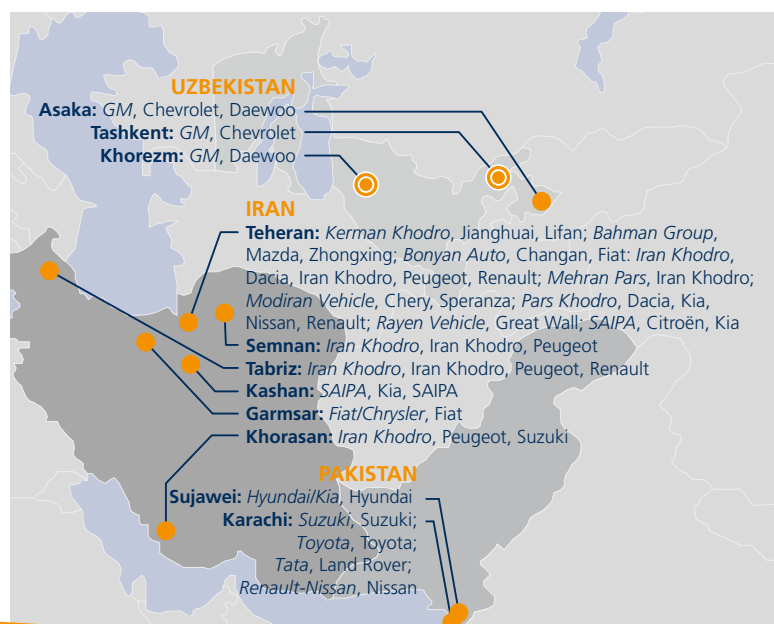 UZBEKISTAN
Asaka: GM, Chevrolet, Daewoo
Tashkent: GM, Chevrolet
Khorezm: GM, Daewoo
IRAN
Teheran: Kerman Khodro, Jianghuai, Lifan; Bahman Group,
Mazda, Zhongxing; Bonyan Auto, Changan, Fiat: Iran Khodro,
Dacia, Iran Khodro, Peugeot, Renault; Mehran Pars, Iran Khodro;
Modiran Vehicle, Chery, Speranza; Pars Khodro, Dacia, Kia,
Nissan, Renault; Rayen Vehicle, Great Wall; SAIPA, Citroën, Kia
Semnan: Iran Khodro, Iran Khodro, Peugeot
Tabriz: Iran Khodro, Iran Khodro, Peugeot, Renault
Kashan: SAIPA, Kia, SAIPA
Garmsar: Fiat/Chrysler, Fiat
Khorasan: Iran Khodro, Peugeot, Suzuki
PAKISTAN
Sujawei: Hyundai/Kia, Hyundai
Karachi: Suzuki, Suzuki;
Toyota, Toyota;
Tata, Land Rover;
Renault-Nissan, Nissan